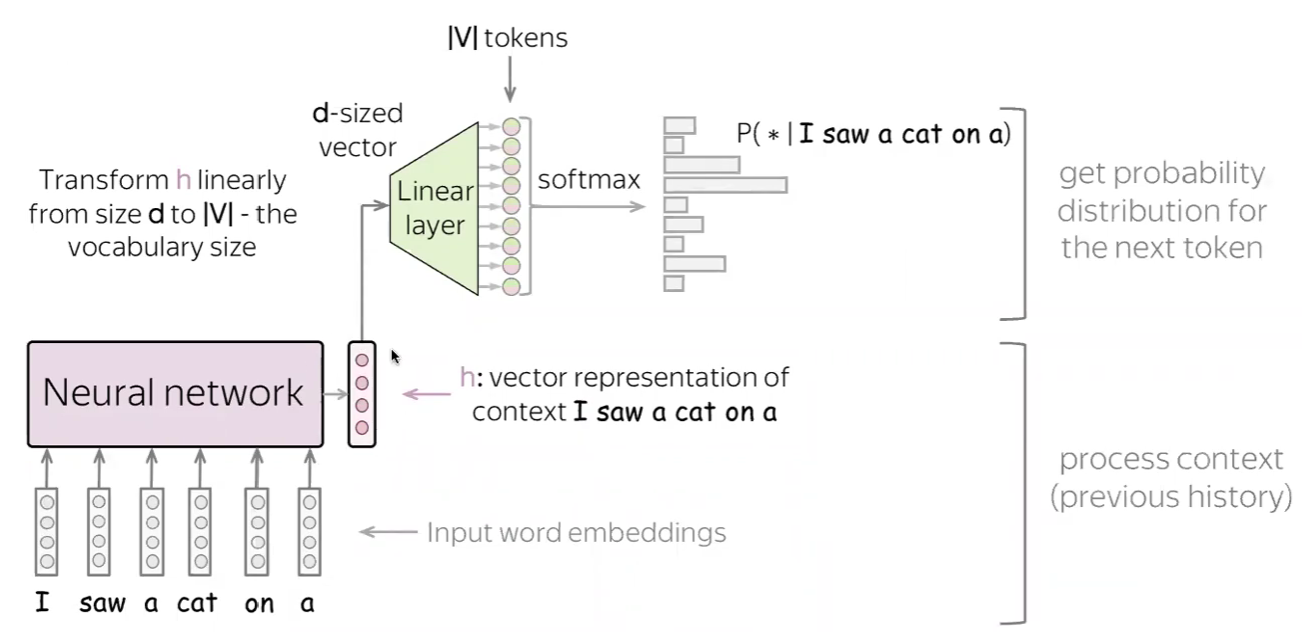 |V| tokens
d-sized
vector
Transform h linearly
from size d to |V| - the
vocabulary size
Linear
layer
softmax
P( * | I saw a cat on a)
get probability
distribution for
the next token
Neural network
h: vector representation of
context I saw a cat on a
process context
(previous history)
Input word embeddings
I saw a cat on a